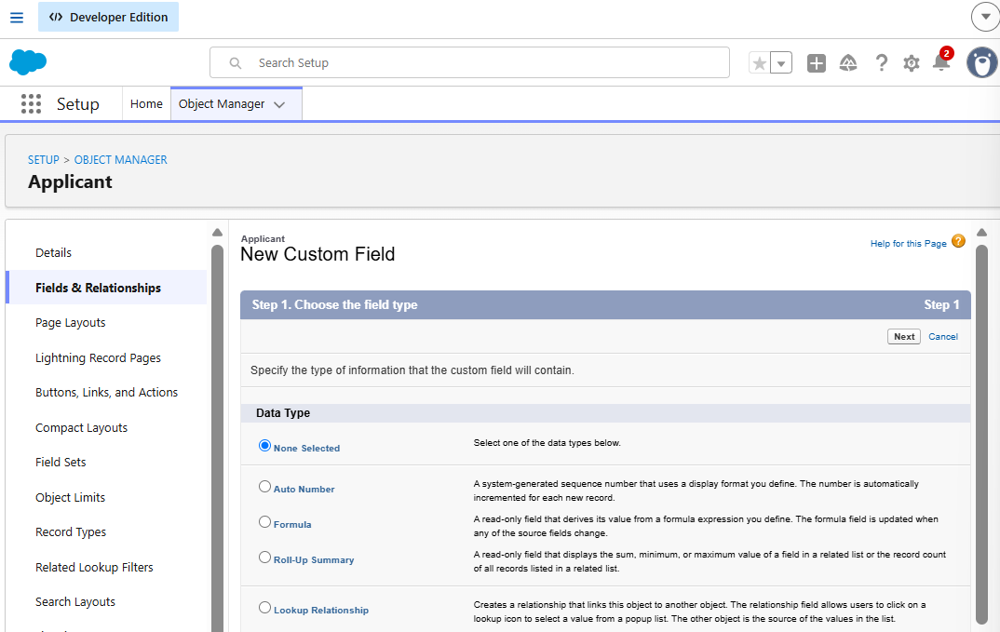 Developer Edition
Search Setup
2
Setup
Home
Object Manager
SETUP > OBJECT MANAGER
Applicant
Details
Fields & Relationships
Page Layouts
Lightning Record Pages
Buttons, Links, and Actions
Compact Layouts
Field Sets
Object Limits
Record Types
Related Lookup Filters
Search Layouts
Applicant
New Custom Field
Help for this Page ?
Step 1. Choose the field type
Step 1
Next
Cancel
Specify the type of information that the custom field will contain.
Data Type
None Selected
Select one of the data types below.
Auto Number
A system-generated sequence number that uses a display format you define. The number is automatically
incremented for each new record.
Formula
A read-only field that derives its value from a formula expression you define. The formula field is updated when
any of the source fields change.
Roll-Up Summary
A read-only field that displays the sum, minimum, or maximum value of a field in a related list or the record count
of all records listed in a related list.
Lookup Relationship
Creates a relationship that links this object to another object. The relationship field allows users to click on a
lookup icon to select a value from a popup list. The other object is the source of the values in the list.